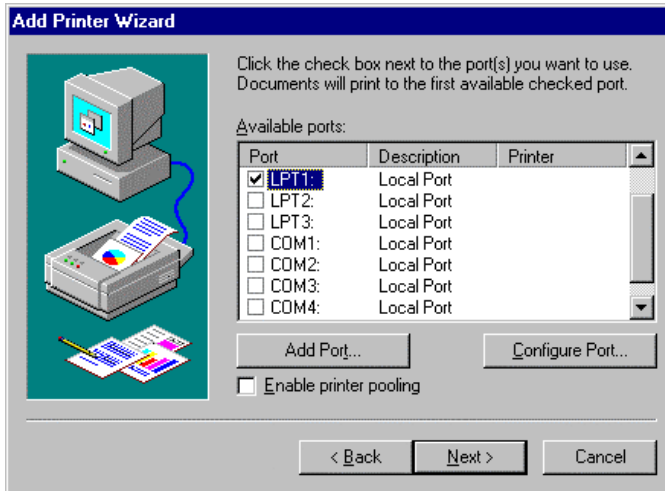 Add Printer Wizard
Click the check box next to the port(s) you want to use.
Documents will print to the first available checked port.
Available ports:
Port Description Printer
LPT1: Local Port
LPT2: Local Port
LPT3: Local Port
COM1: Local Port
COM2: Local Port
COM3: Local Port
COM4: Local Port
Add Port... Configure Port...
Enable printer pooling
< Back Next > Cancel